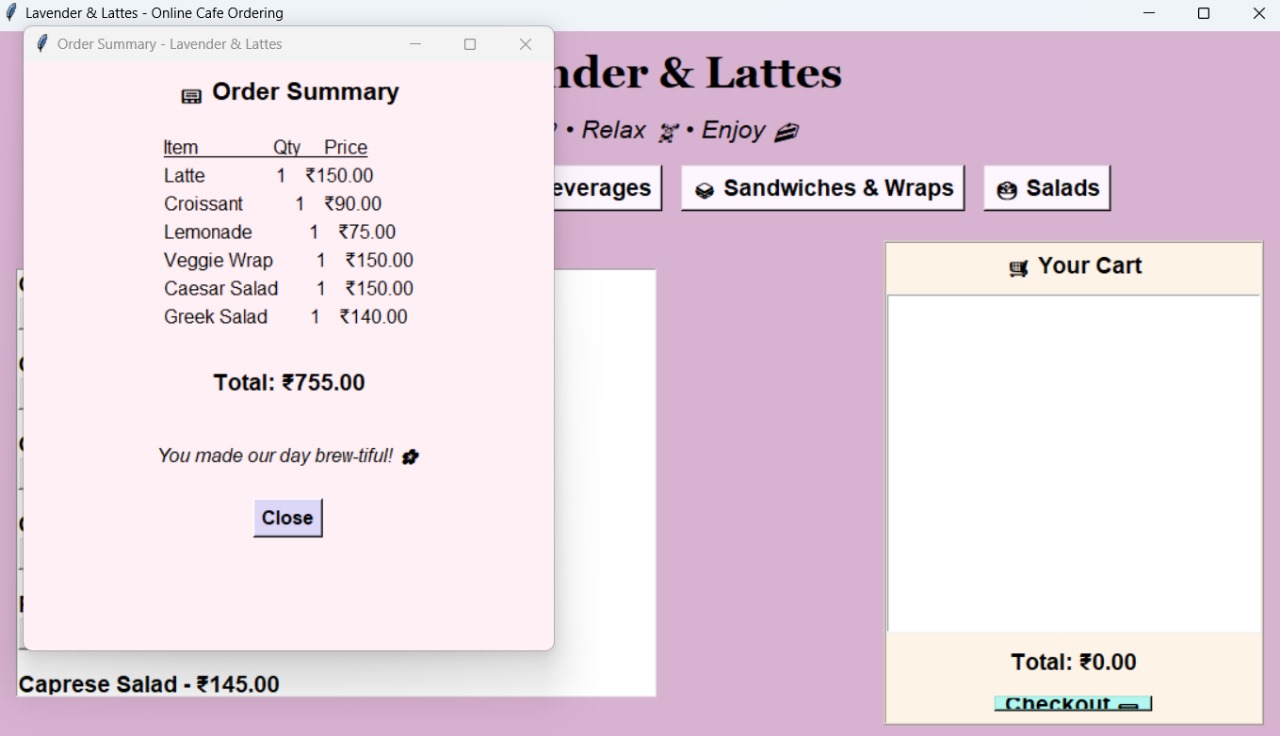 Lavender & Lattes - Online Cafe Ordering
Order Summary - Lavender & Lattes
Order Summary
Item Qty Price
Latte 1 ₹150.00
Croissant 1 ₹90.00
Lemonade 1 ₹75.00
Veggie Wrap 1 ₹150.00
Caesar Salad 1 ₹150.00
Greek Salad 1 ₹140.00
Total: ₹755.00
You made our day brew-tiful!
Close
nder & Lattes
• Relax • Enjoy
everages
Sandwiches & Wraps
Salads
Caprese Salad - ₹145.00
Your Cart
Total: ₹0.00
Checkout